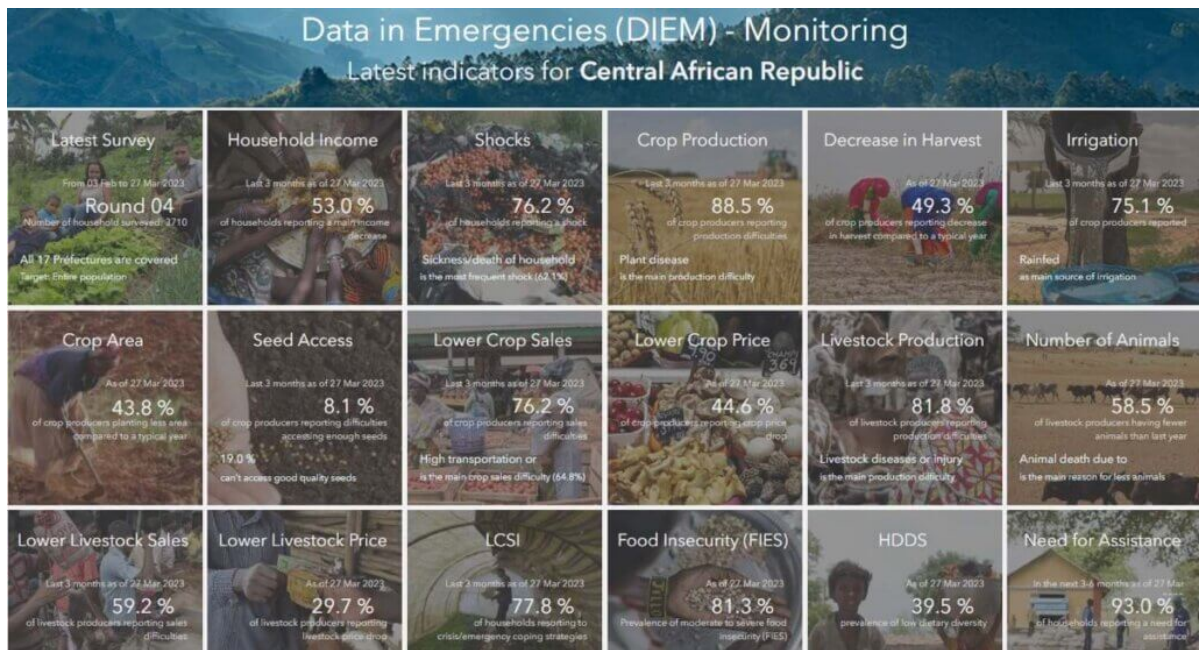 Data in Emergencies (DIEM) - Monitoring
Latest indicators for Central African Republic
Latest Survey
From 03 Feb to 27 Mar 2023
Round 04
Number of household surveyed: 3710
All 17 Préfectures are covered
Target: Entire population
Household Income
Last 3 months as of 27 Mar 2023
53.0 %
of households reporting a main income
decrease
Shocks
Last 3 months as of 27 Mar 2023
76.2 %
of households reporting a shock
Sickness/death of household
is the most frequent shock (62.1%)
Crop Production
Last 3 months as of 27 Mar 2023
88.5 %
of crop producers reporting
production difficulties
Plant disease
is the main production difficulty
Decrease in Harvest
As of 27 Mar 2023
49.3 %
of crop producers reporting decrease
in harvest compared to a typical year
Irrigation
Last 3 months as of 27 Mar 2023
75.1 %
of crop producers reported
Rainfed
as main source of irrigation
Crop Area
As of 27 Mar 2023
43.8 %
of crop producers planting less area
compared to a typical year
Seed Access
Last 3 months as of 27 Mar 2023
8.1 %
of crop producers reporting difficulties
accessing enough seeds
19.0 %
can't access good quality seeds
Lower Crop Sales
Last 3 months as of 27 Mar 2023
76.2 %
of crop producers reporting sales
difficulties
High transportation or
is the main crop sales difficulty (64.8%)
Lower Crop Price
As of 27 Mar 2023
44.6 %
of crop producers reporting crop price
drop
Livestock Production
Last 3 months as of 27 Mar 2023
81.8 %
of livestock producers reporting
production difficulties
Livestock diseases or injury
is the main production difficulty
Number of Animals
As of 27 Mar 2023
58.5 %
of livestock producers having fewer
animals than last year
Animal death due to
is the main reason for less animals
Lower Livestock Sales
Last 3 months as of 27 Mar 2023
59.2 %
of livestock producers reporting sales
difficulties
Lower Livestock Price
As of 27 Mar 2023
29.7 %
of livestock producers reporting
livestock price drop
LCSI
Last 3 months as of 27 Mar 2023
77.8 %
of households reporting to
crisis/emergency coping strategies
Food Insecurity (FIES)
As of 27 Mar 2023
81.3 %
Prevalence of moderate to severe food
insecurity (FIES)
HDDS
As of 27 Mar 2023
39.5 %
prevalence of low dietary diversity
Need for Assistance
In the next 3-6 months as of 27 Mar
93.0 %
of households reporting a need for
assistance